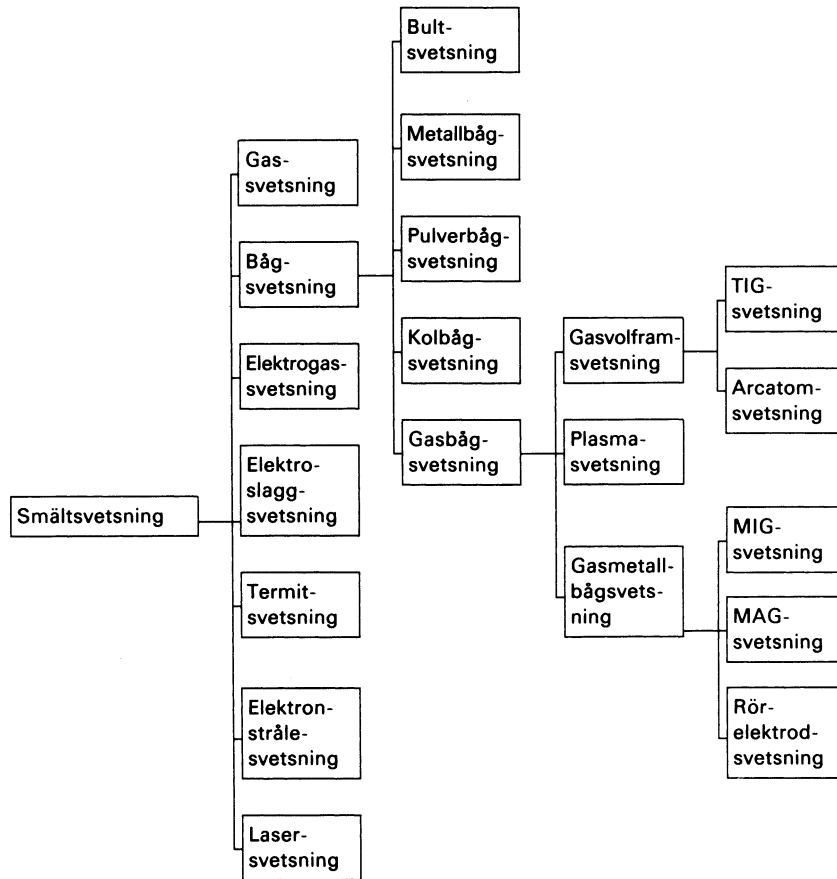 Smältsvetsning
Gas-
svetsning
Båg-
svetsning
Elektrogas-
svetsning
Elektro-
slagg-
svetsning
Termit-
svetsning
Elektron-
stråle-
svetsning
Laser-
svetsning
Bult-
svetsning
Metallbåg-
svetsning
Pulverbåg-
svetsning
Kolbåg-
svetsning
Gasbåg-
svetsning
Gasvolfram-
svetsning
Plasma-
svetsning
Gasmetall-
bågsvets-
ning
TIG-
svetsning
Arcatom-
svetsning
MIG-
svetsning
MAG-
svetsning
Rör-
elektrod-
svetsning